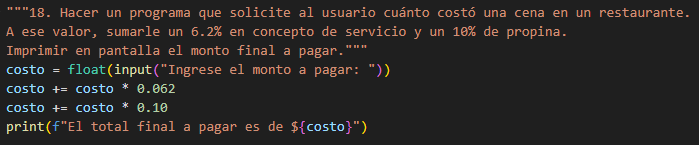 """18. Hacer un programa que solicite al usuario cuánto costó una cena en un restaurante.
A ese valor, sumarle un 6.2% en concepto de servicio y un 10% de propina.
Imprimir en pantalla el monto final a pagar."""
costo = float(input("Ingrese el monto a pagar: "))
costo += costo * 0.062
costo += costo * 0.10
print(f"El total final a pagar es de ${costo}")